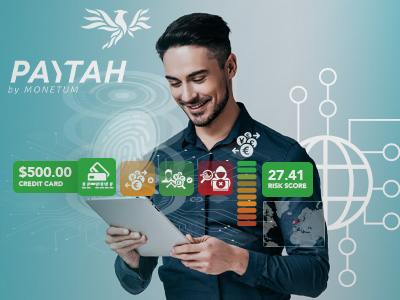 PAYTAH
by MONETUM
$500.00
CREDIT CARD
27.41
RISK SCORE